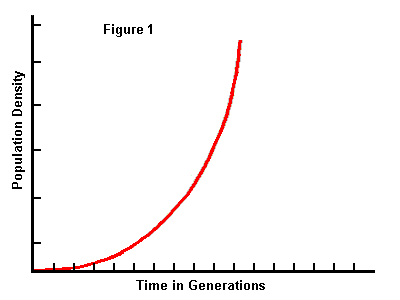 Figure 1
Population Density
Time in Generations